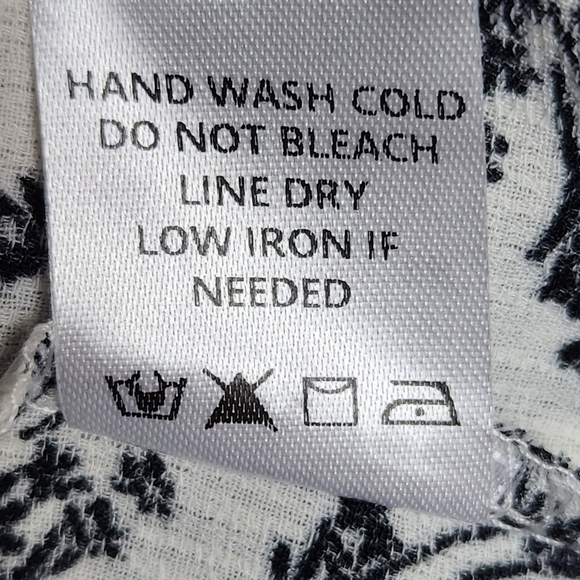 HAND WASH COLD
DO NOT BLEACH
LINE DRY
LOW IRON IF
NEEDED